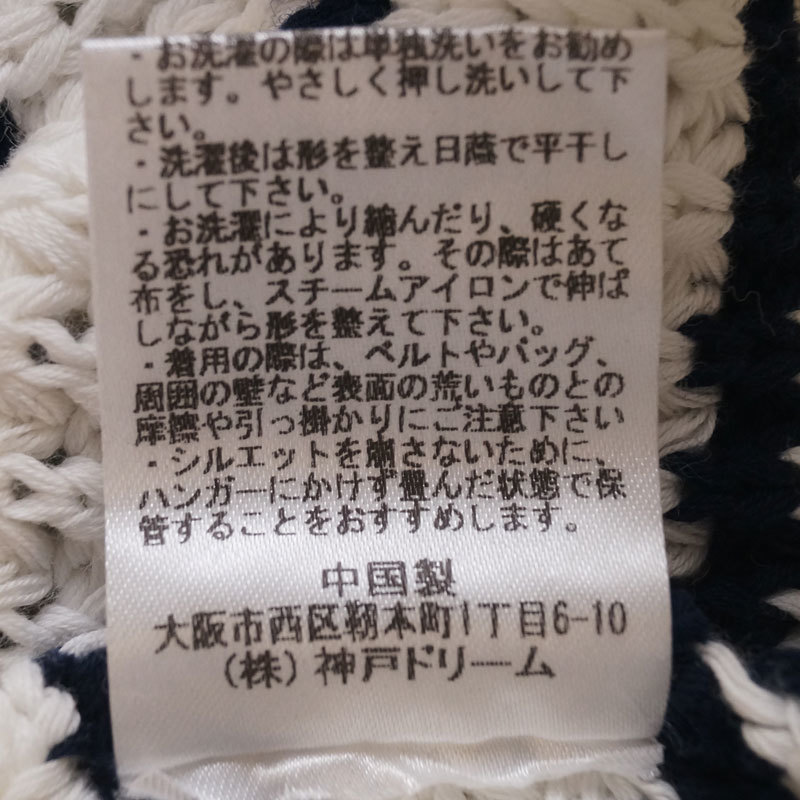 ・お洗濯の際は単独洗いをお勧め
します。やさしく押し洗いして下
さい。
・洗濯後は形を整え日蔭で平干し
にして下さい。
・お洗濯により縮んだり、硬くな
る恐れがあります。その際はあて
布をし、スチームアイロンで伸ば
しながら形を整えて下さい。
・着用の際は、ベルトやバッグ、
周囲の壁など表面の荒いものとの
摩擦や引っ掛かりにご注意下さい
・シルエットを崩さないために、
ハンガーにかけず畳んだ状態で保
管することをおすすめします。
中国製
大阪市西区靭本町1丁目6-10
(株)神戸ドリーム